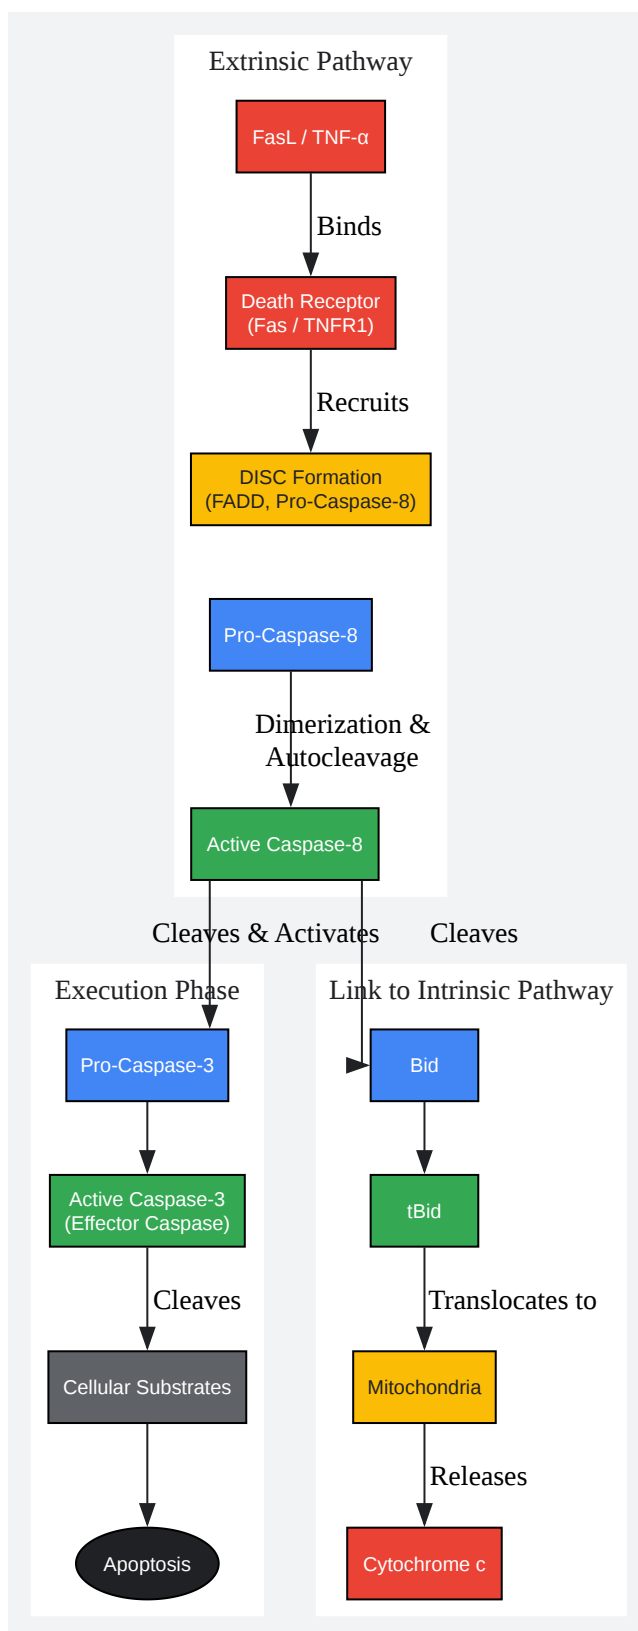 Extrinsic Pathway
FasL / TNF-α
Binds
Death Receptor
(Fas / TNFR1)
Recruits
DISC Formation
(FADD, Pro-Caspase-8)
Pro-Caspase-8
Dimerization &
Autocleavage
Active Caspase-8
Cleaves & Activates
Cleaves
Execution Phase
Pro-Caspase-3
Active Caspase-3
(Effector Caspase)
Cleaves
Cellular Substrates
Apoptosis
Link to Intrinsic Pathway
Bid
tBid
Translocates to
Mitochondria
Releases
Cytochrome c